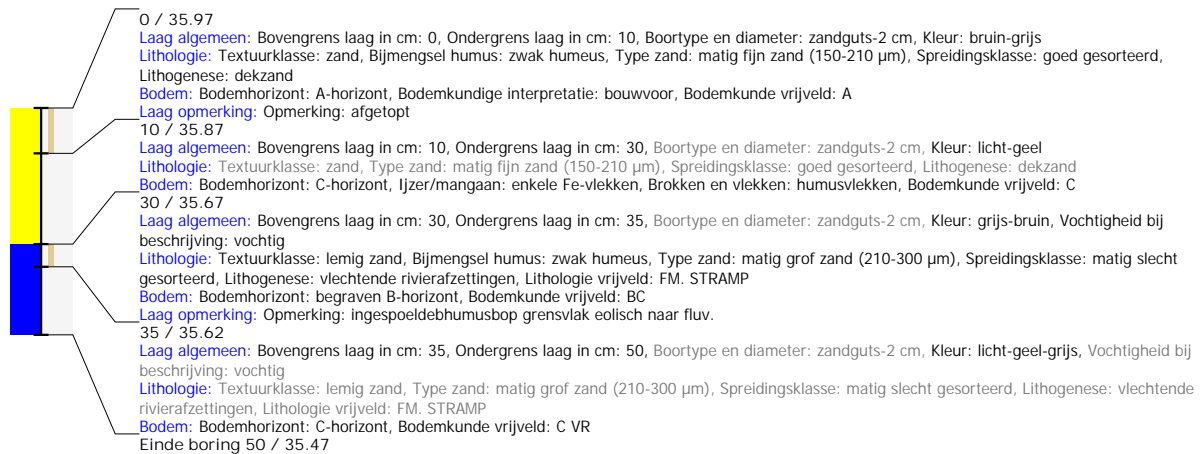 0 / 35.97
Laag algemeen: Bovengrens laag in cm: 0, Ondergrens laag in cm: 10, Boortype en diameter: zandguts-2 cm, Kleur: bruin-grijs
Lithologie: Textuurklasse: zand, Bijmengsel humus: zwak humeus, Type zand: matig fijn zand (150-210 µm), Spreidingsklasse: goed gesorteerd,
Lithogenese: dekzand
Bodem: Bodemhorizont: A-horizont, Bodemkundige interpretatie: bouwvoor, Bodemkunde vrijveld: A
Laag opmerking: Opmerking: afgetopt
10 / 35.87
Laag algemeen: Bovengrens laag in cm: 10, Ondergrens laag in cm: 30, Boortype en diameter: zandguts-2 cm, Kleur: licht-geel
Lithologie: Textuurklasse: zand, Type zand: matig fijn zand (150-210 µm), Spreidingsklasse: goed gesorteerd, Lithogenese: dekzand
Bodem: Bodemhorizont: C-horizont, Ijzer/mangaan: enkele Fe-vlekken, Brokken en vlekken: humusvlekken, Bodemkunde vrijveld: C
30 / 35.67
Laag algemeen: Bovengrens laag in cm: 30, Ondergrens laag in cm: 35, Boortype en diameter: zandguts-2 cm, Kleur: grijs-bruin, Vochtigheid bij
beschrijving: vochtig
Lithologie: Textuurklasse: lemig zand, Bijmengsel humus: zwak humeus, Type zand: matig grof zand (210-300 µm), Spreidingsklasse: matig slecht
gesorteerd, Lithogenese: vlechtende rivierafzettingen, Lithologie vrijveld: FM. STRAMP
Bodem: Bodemhorizont: begraven B-horizont, Bodemkunde vrijveld: BC
Laag opmerking: Opmerking: ingespoeldebhumusbop grensvlak eolisch naar fluv.
35 / 35.62
Laag algemeen: Bovengrens laag in cm: 35, Ondergrens laag in cm: 50, Boortype en diameter: zandguts-2 cm, Kleur: licht-geel-grijs, Vochtigheid bij
beschrijving: vochtig
Lithologie: Textuurklasse: lemig zand, Type zand: matig grof zand (210-300 µm), Spreidingsklasse: matig slecht gesorteerd, Lithogenese: vlechtende
rivierafzettingen, Lithologie vrijveld: FM. STRAMP
Bodem: Bodemhorizont: C-horizont, Bodemkunde vrijveld: C VR
Einde boring 50 / 35.47